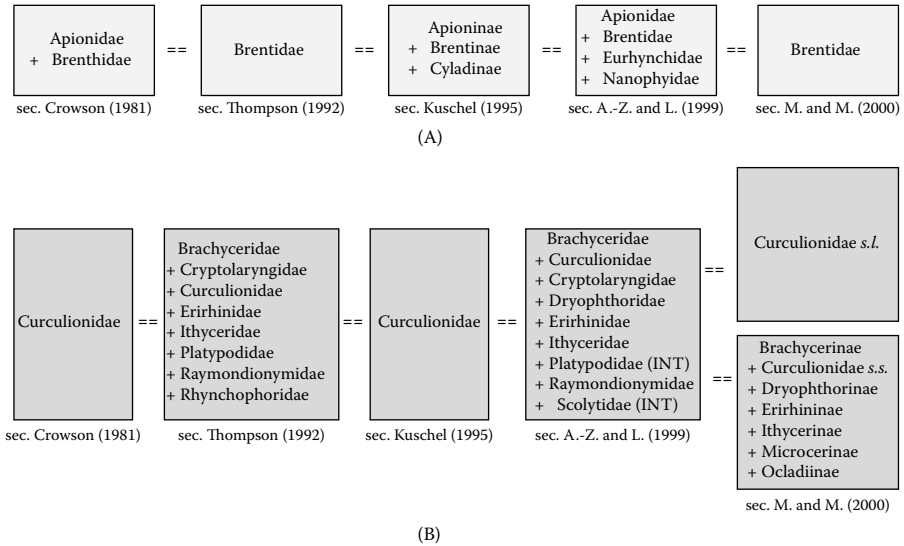 Apionidae
+ Brenthidae
sec. Crowson (1981)
==
Brentidae
sec. Thompson (1992)
==
Apioninae
+ Brentinae
+ Cyladinae
sec. Kuschel (1995)
==
Apionidae
+ Brentidae
+ Eurhynchidae
+ Nanophyidae
sec. A.-Z. and L. (1999)
==
Brentidae
sec. M. and M. (2000)
(A)
Curculionidae
sec. Crowson (1981)
==
Brachyceridae
+ Cryptolaryngidae
+ Curculionidae
+ Erirhinidae
+ Ithyceridae
+ Platypodidae
+ Raymondionymidae
+ Rhynchophoridae
sec. Thompson (1992)
==
Curculionidae
sec. Kuschel (1995)
==
Brachyceridae
+ Curculionidae
+ Cryptolaryngidae
+ Dryophthoridae
+ Erirhinidae
+ Ithyceridae
+ Platypodidae (INT)
+ Raymondionymidae
+ Scolytidae (INT)
sec. A.-Z. and L. (1999)
==
Curculionidae s.l.
==
Brachycerinae
+ Curculionidae s.s.
+ Dryophthorinae
+ Erirhininae
+ Ithycerinae
+ Microcerinae
+ Ocladiinae
sec. M. and M. (2000)
(B)